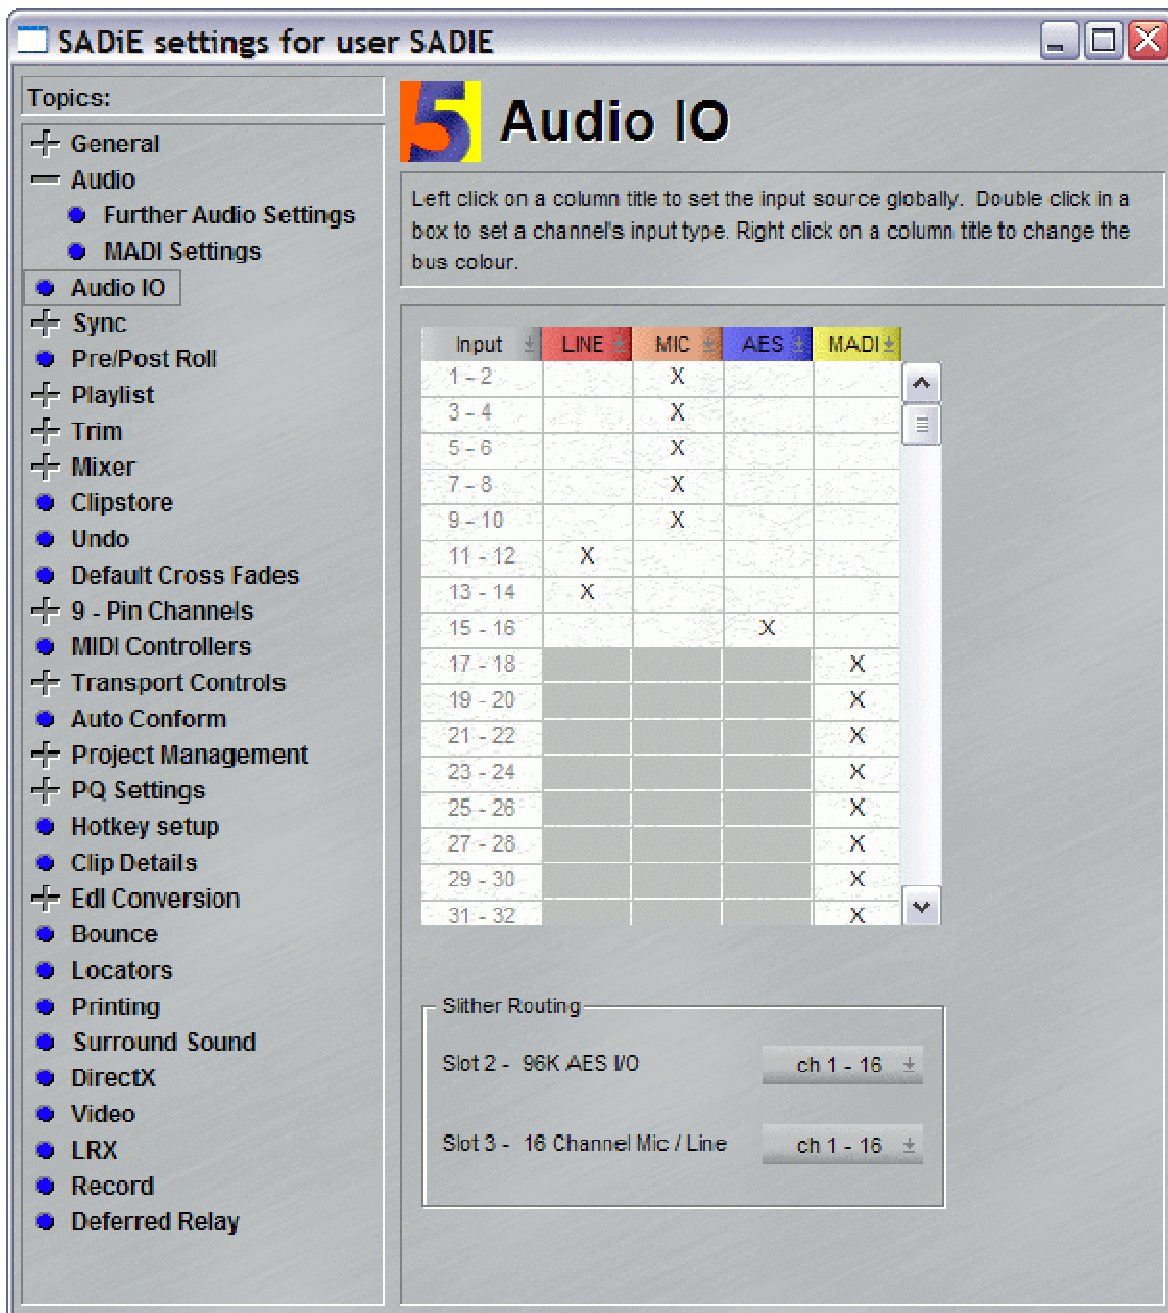 SADiE settings for user SADIE
Topics:
General
Audio
Further Audio Settings
MADI Settings
Audio IO
Sync
Pre/Post Roll
Playlist
Trim
Mixer
Clipstore
Undo
Default Cross Fades
9 - Pin Channels
MIDI Controllers
Transport Controls
Auto Conform
Project Management
PQ Settings
Hotkey setup
Clip Details
Edl Conversion
Bounce
Locators
Printing
Surround Sound
DirectX
Video
LRX
Record
Deferred Relay
5 Audio IO
Left click on a column title to set the input source globally. Double click in a
box to set a channel's input type. Right click on a column title to change the
bus colour.
Input LINE MIC AES MADI
1 - 2 X
3 - 4 X
5 - 6 X
7 - 8 X
9 - 10 X
11 - 12 X
13 - 14 X
15 - 16 X
17 - 18 X
19 - 20 X
21 - 22 X
23 - 24 X
25 - 26 X
27 - 28 X
29 - 30 X
31 - 32 X
Slither Routing
Slot 2 - 96K AES I/O ch 1 - 16
Slot 3 - 16 Channel Mic / Line ch 1 - 16